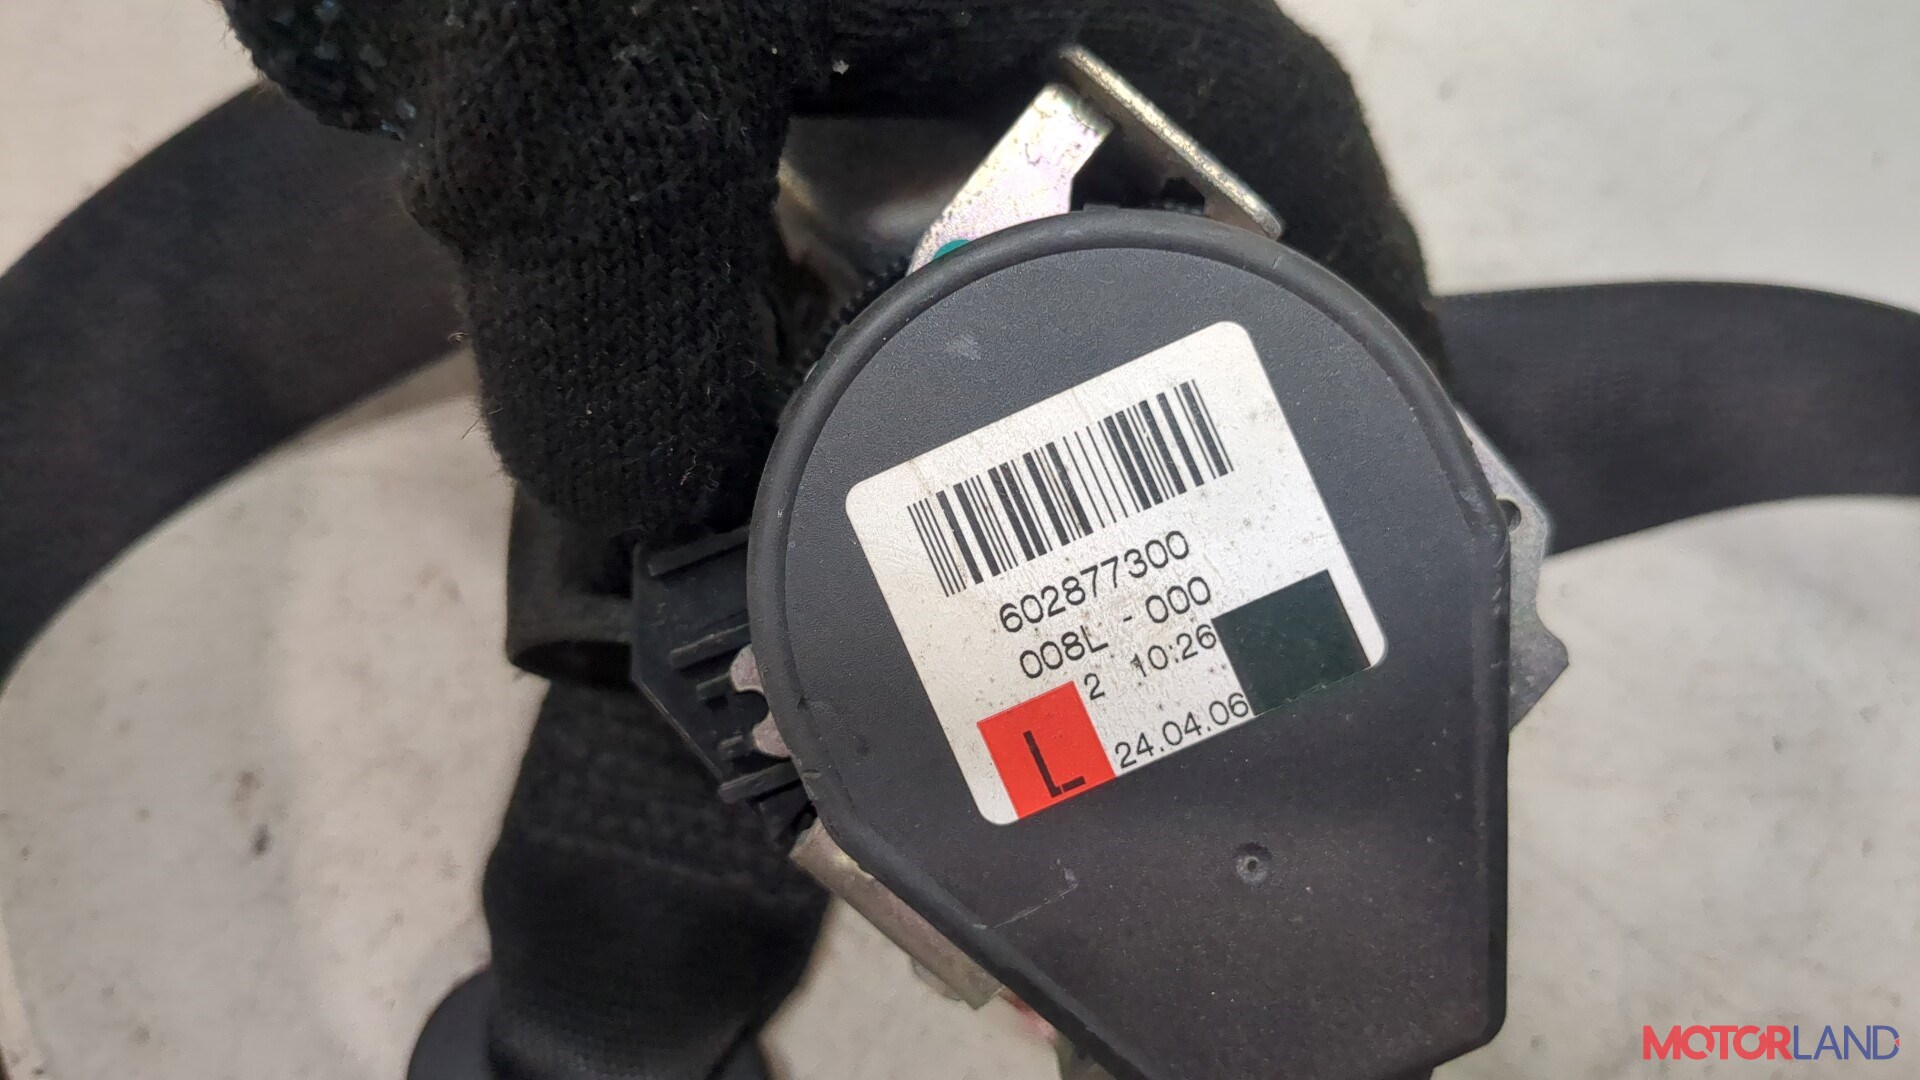 602877300
008L - 000
2 10:26
L 24.04.06
MOTORLAND